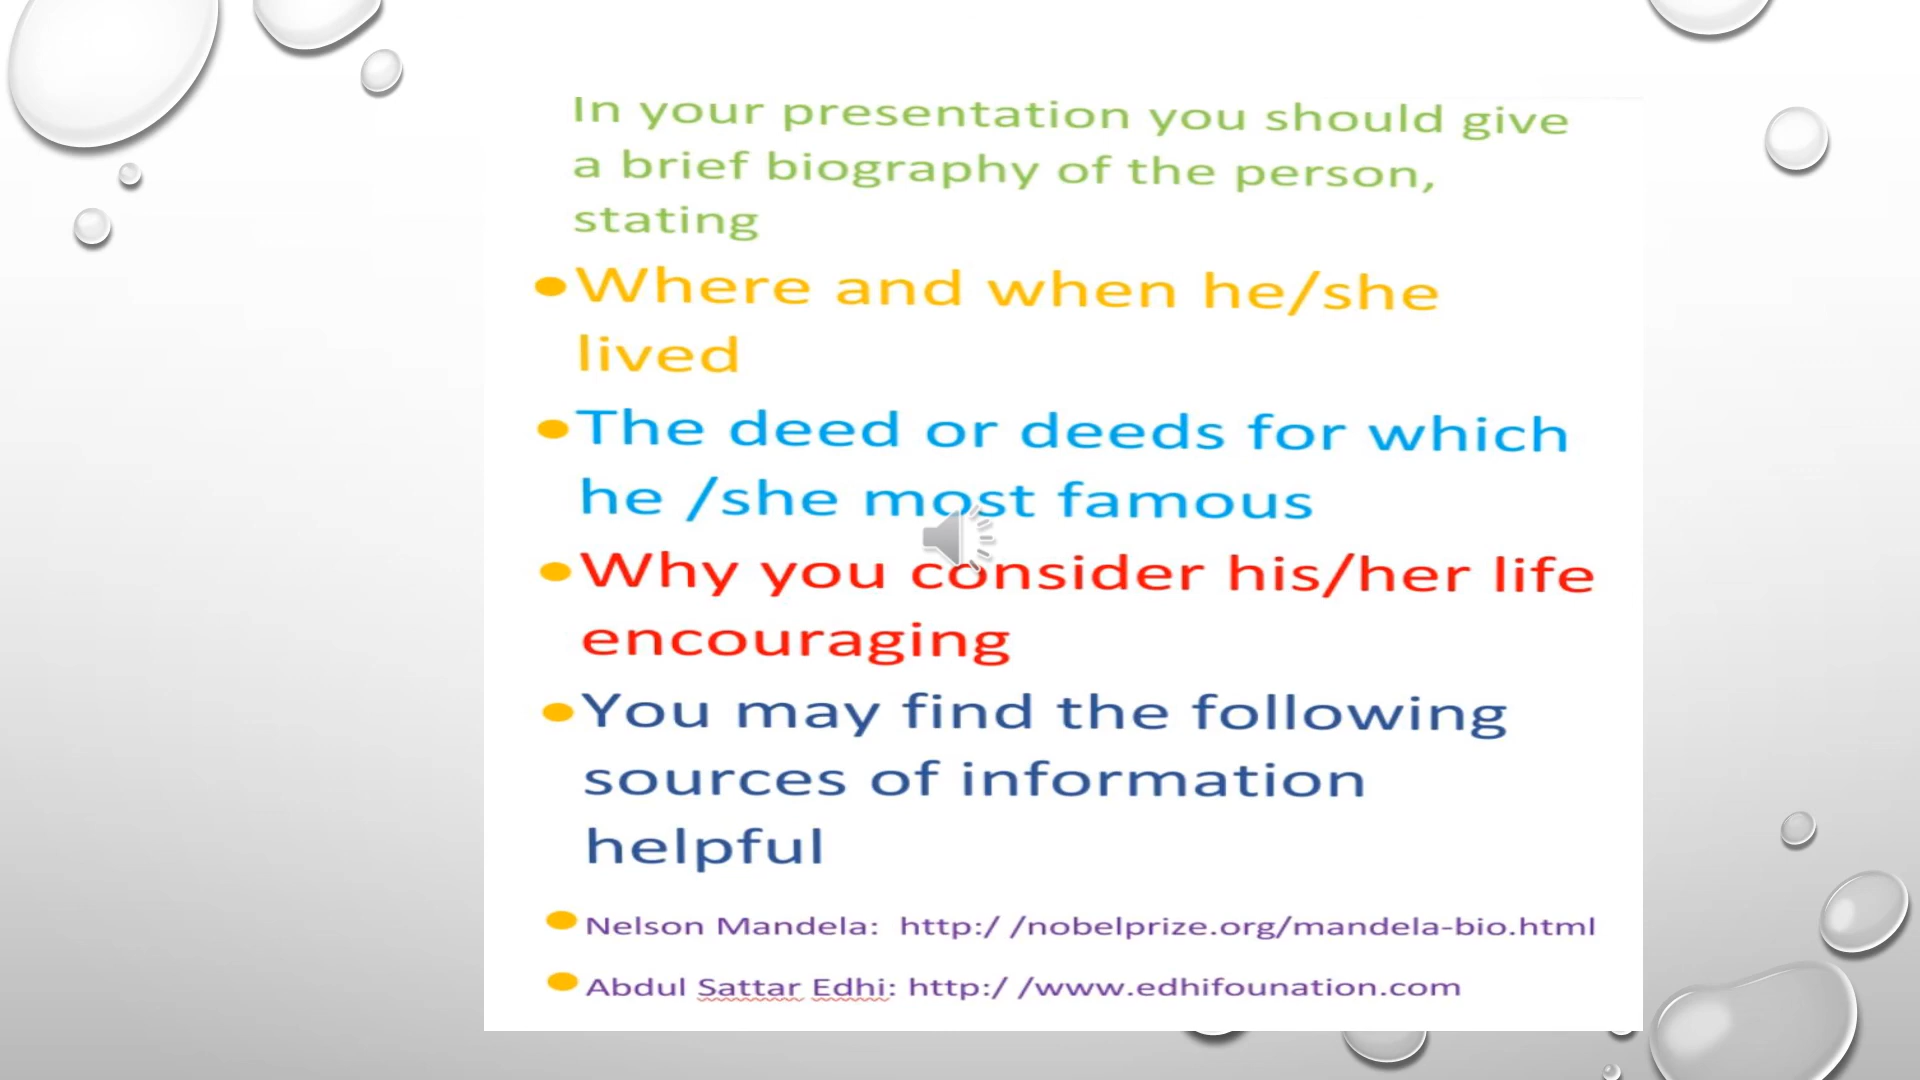 In your presentation you should give
a brief biography of the person,
stating
•Where and when he/she
lived
•The deed or deeds for which
he /she most famous
•Why you consider his/her life
encouraging
•You may find the following
sources of information
helpful
•Nelson Mandela: http:/ /nobelprize.org/mandela-bio.html
•Abdul Sattar Edhi: http:/ /www.edhifounation.com